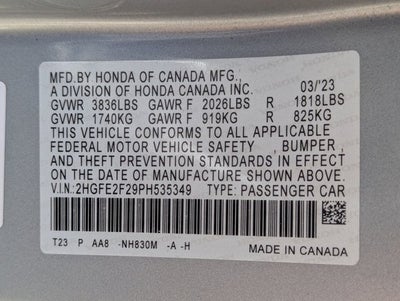 MFD.BY HONDA OF CANADA MFG.,
A DIVISION OF HONDA CANADA INC. 03/'23
GVWR 3836LBS GAWR F 2026LBS R 1818LBS
GVWR 1740KG GAWR F 919KG R 825KG
THIS VEHICLE CONFORMS TO ALL APPLICABLE
FEDERAL MOTOR VEHICLE SAFETY , BUMPER ,
AND THEFT PREVENTION STANDARDS IN EFFECT
ON THE DATE OF MANUFACTURE SHOWN ABOVE.
V.I.N.:2HGFE2F29PH535349 TYPE: PASSENGER CAR
T23 P AA8 -NH830M -A -H
MADE IN CANADA